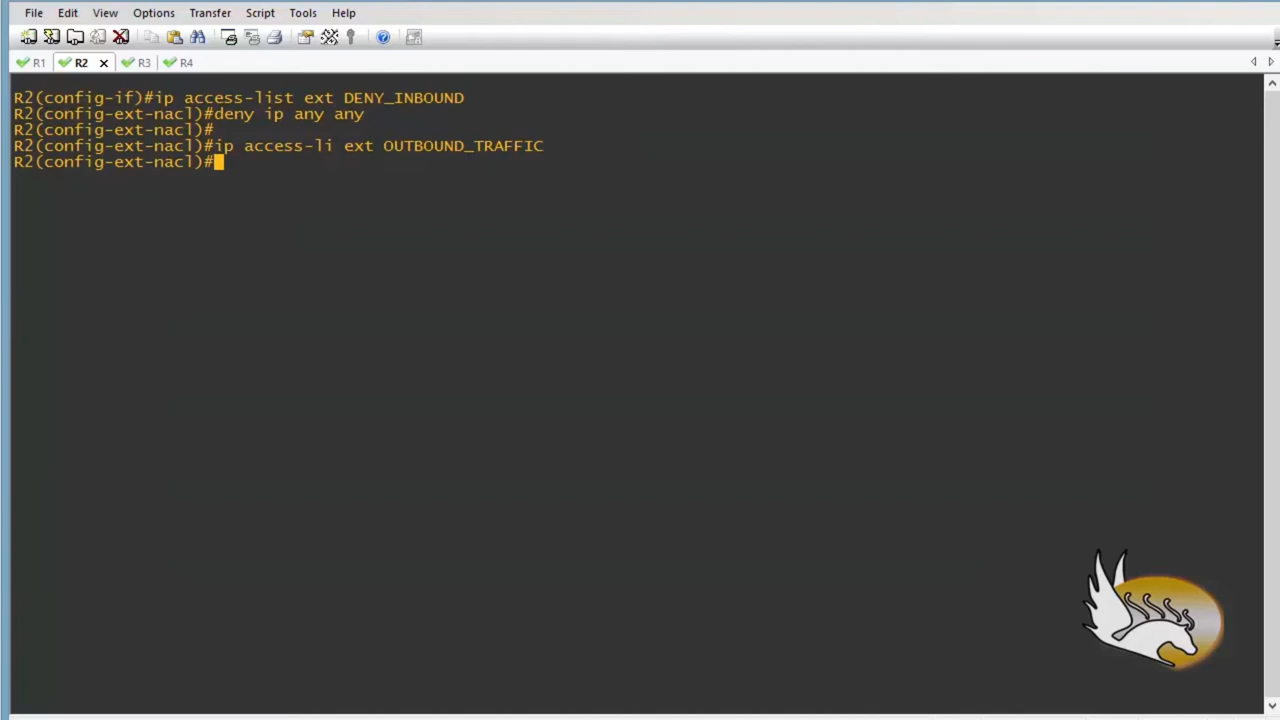 File Edit View Options Transfer Script Tools Help
R1 R2 R3 R4
R2(config-if)#ip access-list ext DENY_INBOUND
R2(config-ext-nacl)#deny ip any any
R2(config-ext-nacl)#
R2(config-ext-nacl)#ip access-li ext OUTBOUND_TRAFFIC
R2(config-ext-nacl)#